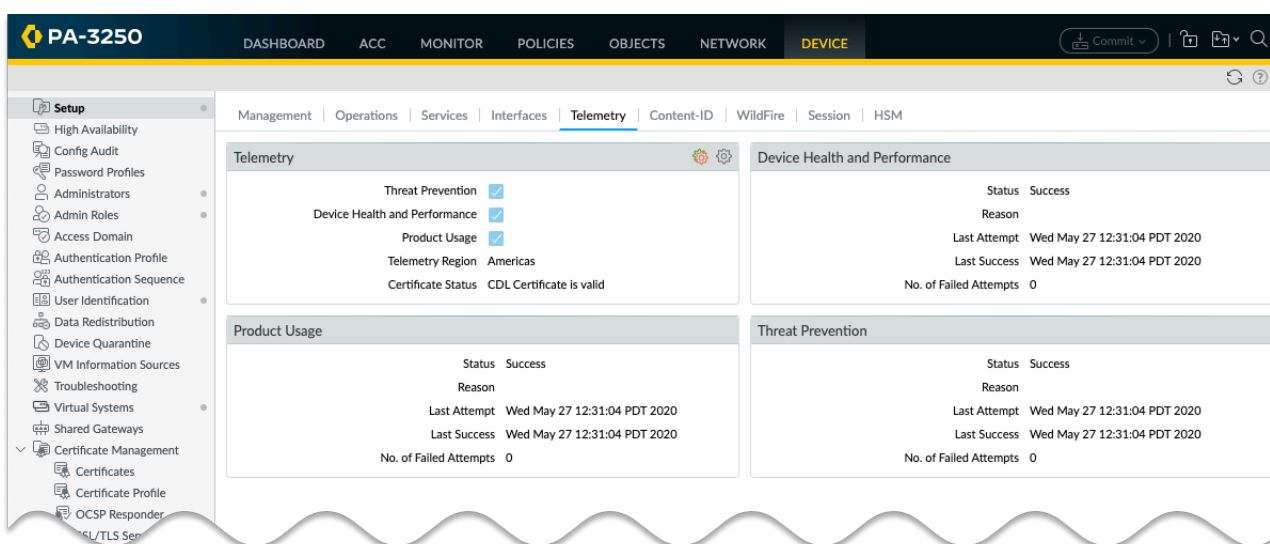 PA-3250
DASHBOARD ACC MONITOR POLICIES OBJECTS NETWORK DEVICE
Commit
Setup
High Availability
Config Audit
Password Profiles
Administrators
Admin Roles
Access Domain
Authentication Profile
Authentication Sequence
User Identification
Data Redistribution
Device Quarantine
VM Information Sources
Troubleshooting
Virtual Systems
Shared Gateways
Certificate Management
Certificates
Certificate Profile
OCSP Responder
Management Operations Services Interfaces Telemetry Content-ID WildFire Session HSM
Telemetry
Threat Prevention
Device Health and Performance
Product Usage
Telemetry Region Americas
Certificate Status CDL Certificate is valid
Device Health and Performance
Status Success
Reason
Last Attempt Wed May 27 12:31:04 PDT 2020
Last Success Wed May 27 12:31:04 PDT 2020
No. of Failed Attempts 0
Product Usage
Status Success
Reason
Last Attempt Wed May 27 12:31:04 PDT 2020
Last Success Wed May 27 12:31:04 PDT 2020
No. of Failed Attempts 0
Threat Prevention
Status Success
Reason
Last Attempt Wed May 27 12:31:04 PDT 2020
Last Success Wed May 27 12:31:04 PDT 2020
No. of Failed Attempts 0